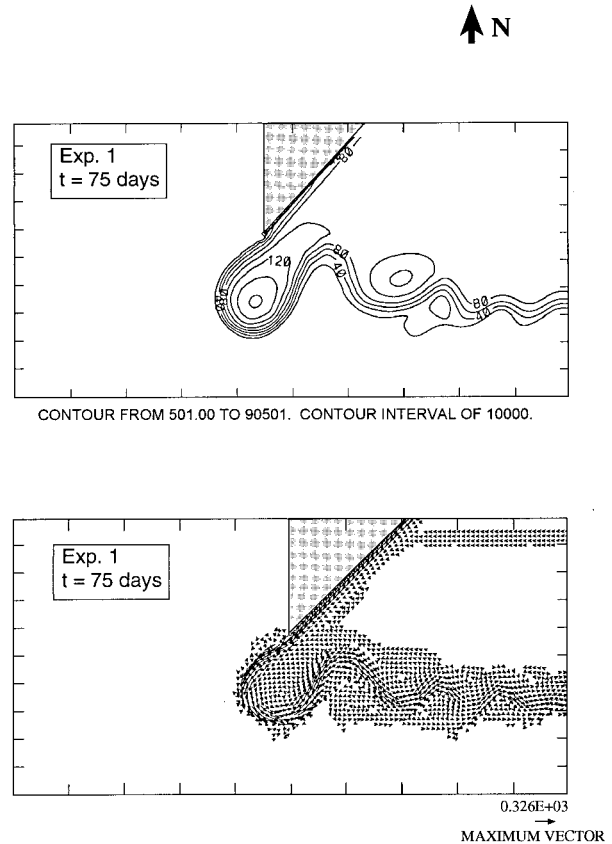 N
Exp. 1
t = 75 days
80
120
80
40
80
80
40
CONTOUR FROM 501.00 TO 90501. CONTOUR INTERVAL OF 10000.
Exp. 1
t = 75 days
0.326E+03
MAXIMUM VECTOR